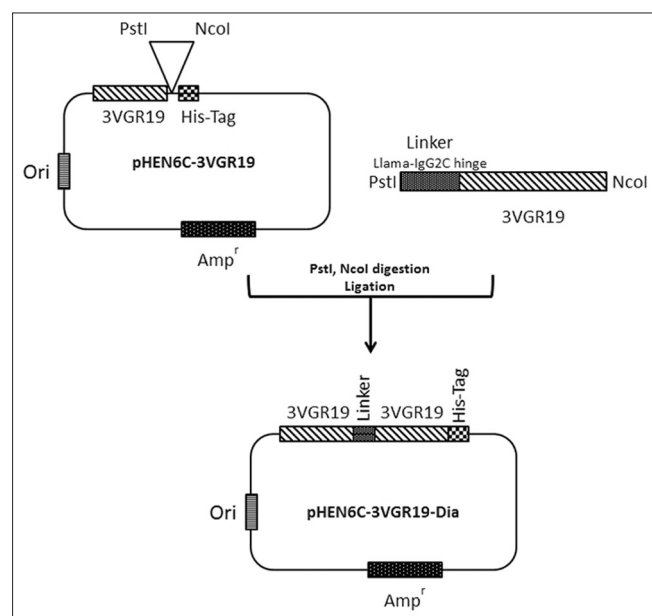 PstI NcoI
3VGR19 His-Tag
Ori
pHEN6C-3VGR19
Amp^r
Linker
Llama-IgG2C hinge
PstI NcoI
3VGR19
PstI, NcoI digestion
Ligation
3VGR19 Linker 3VGR19 His-Tag
Ori
pHEN6C-3VGR19-Dia
Amp^r